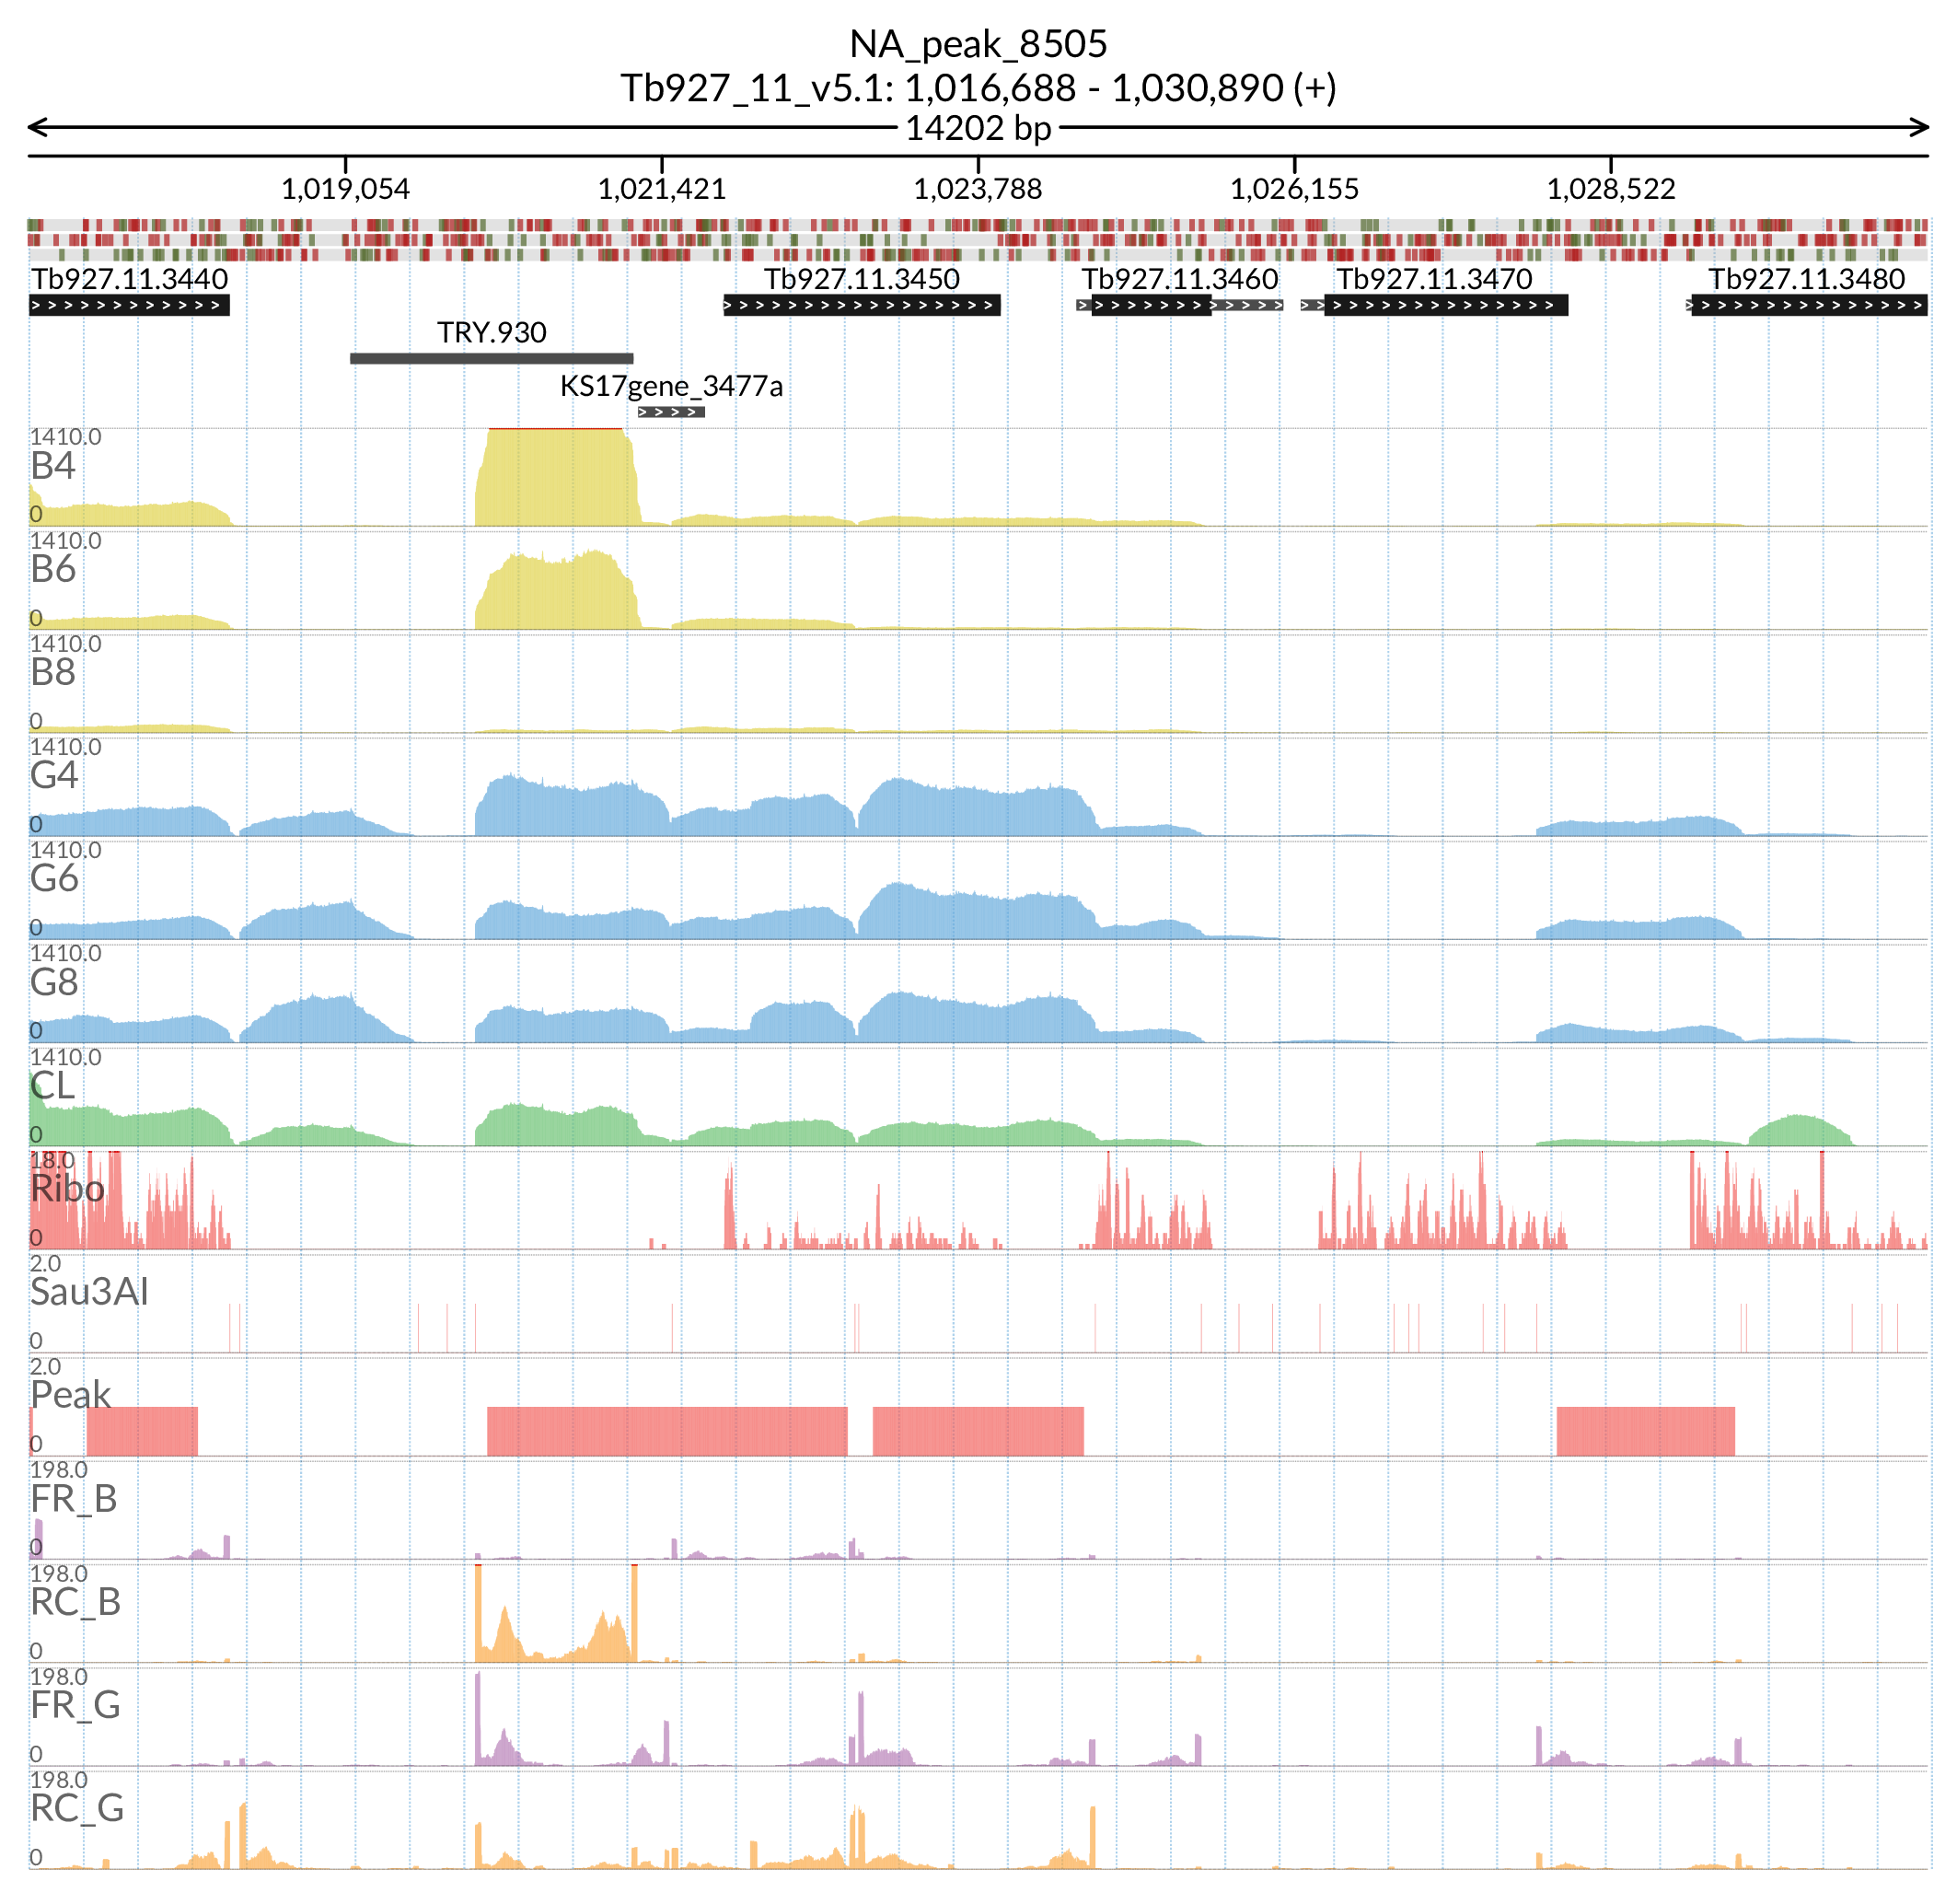 NA_peak_8505
Tb927_11_v5.1: 1,016,688 - 1,030,890 (+)
14202 bp
1,019,054 1,021,421 1,023,788 1,026,155 1,028,522
Tb927.11.3440 Tb927.11.3450 Tb927.11.3460 Tb927.11.3470 Tb927.11.3480
TRY.930
KS17gene_3477a
1410.0
B4
0
1410.0
B6
0
1410.0
B8
0
1410.0
G4
0
1410.0
G6
0
1410.0
G8
0
1410.0
CL
0
18.0
Ribo
0
2.0
Sau3AI
0
2.0
Peak
0
198.0
FR_B
0
198.0
RC_B
0
198.0
FR_G
0
198.0
RC_G
0